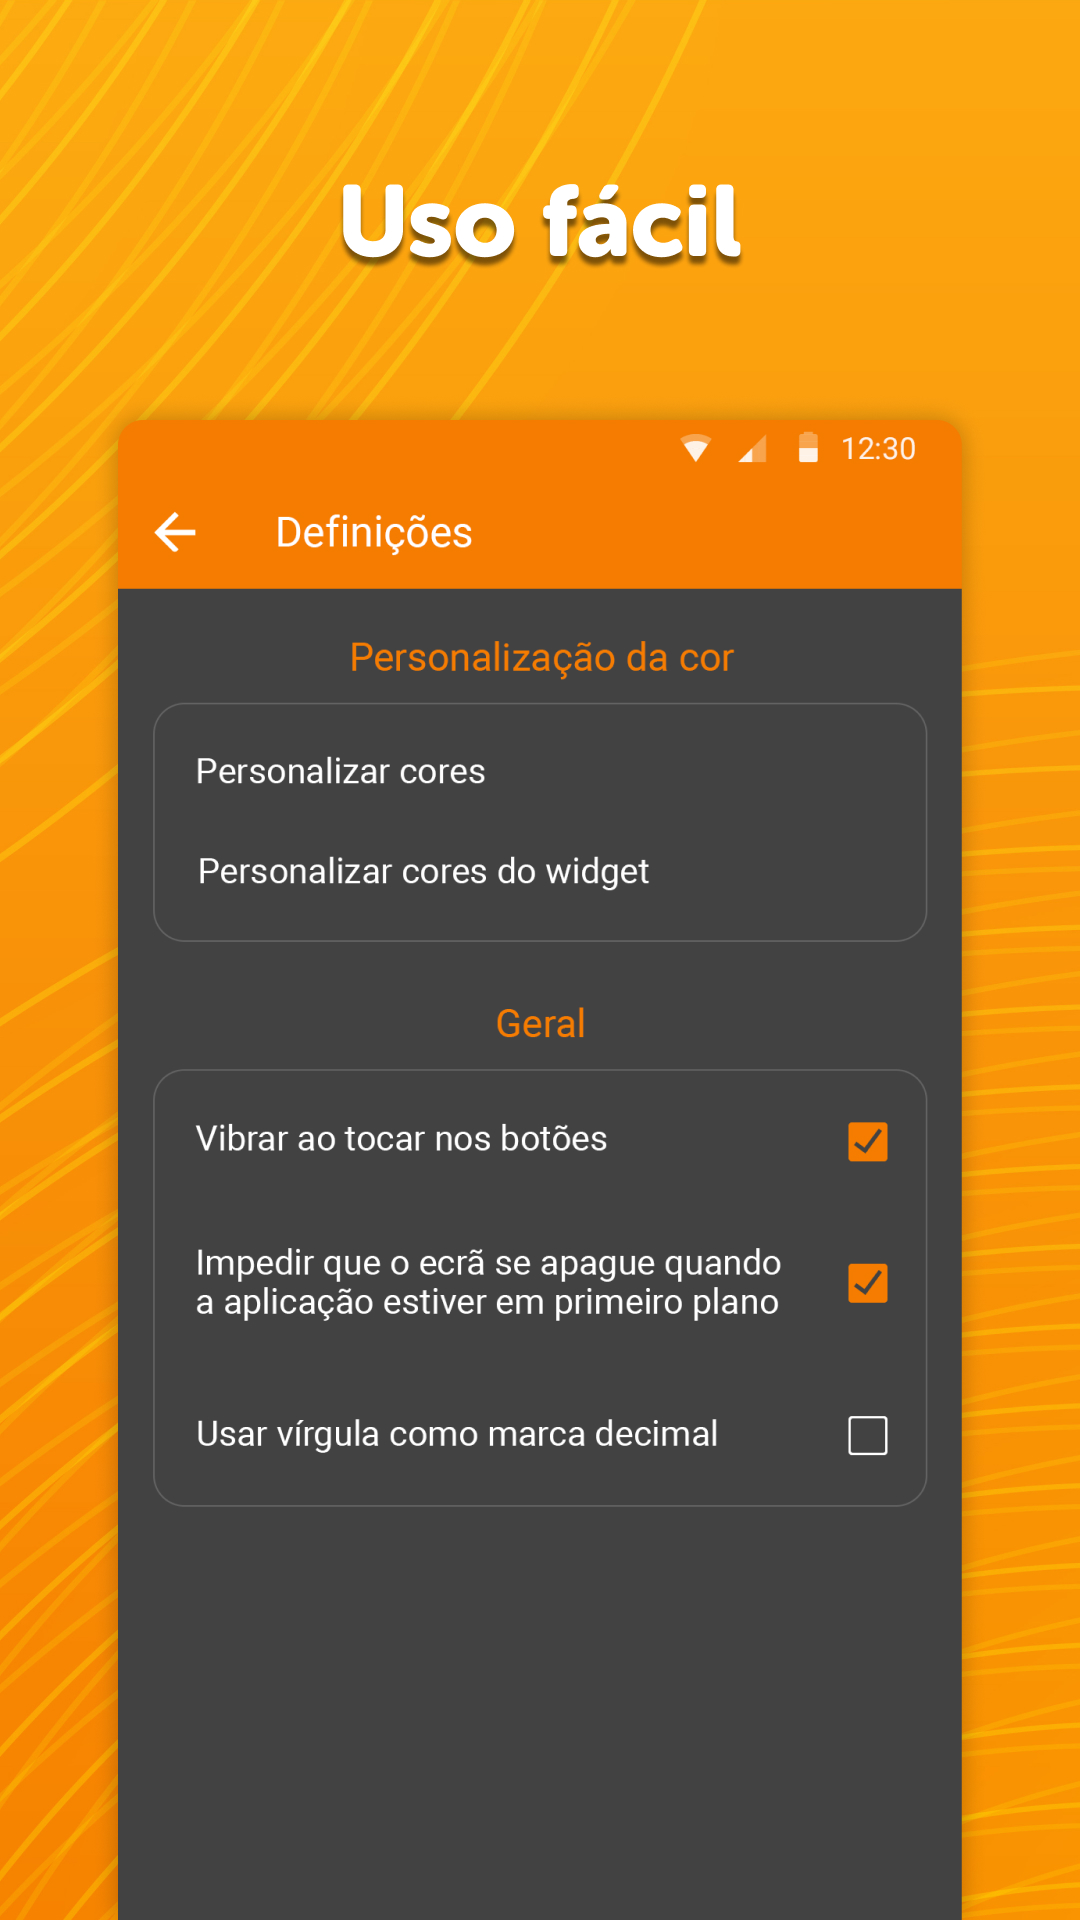 Uso fácil
12:30
Definições
Personalização da cor
Personalizar cores
Personalizar cores do widget
Geral
Vibrar ao tocar nos botões
Impedir que o ecrã se apague quando
a aplicação estiver em primeiro plano
Usar vírgula como marca decimal